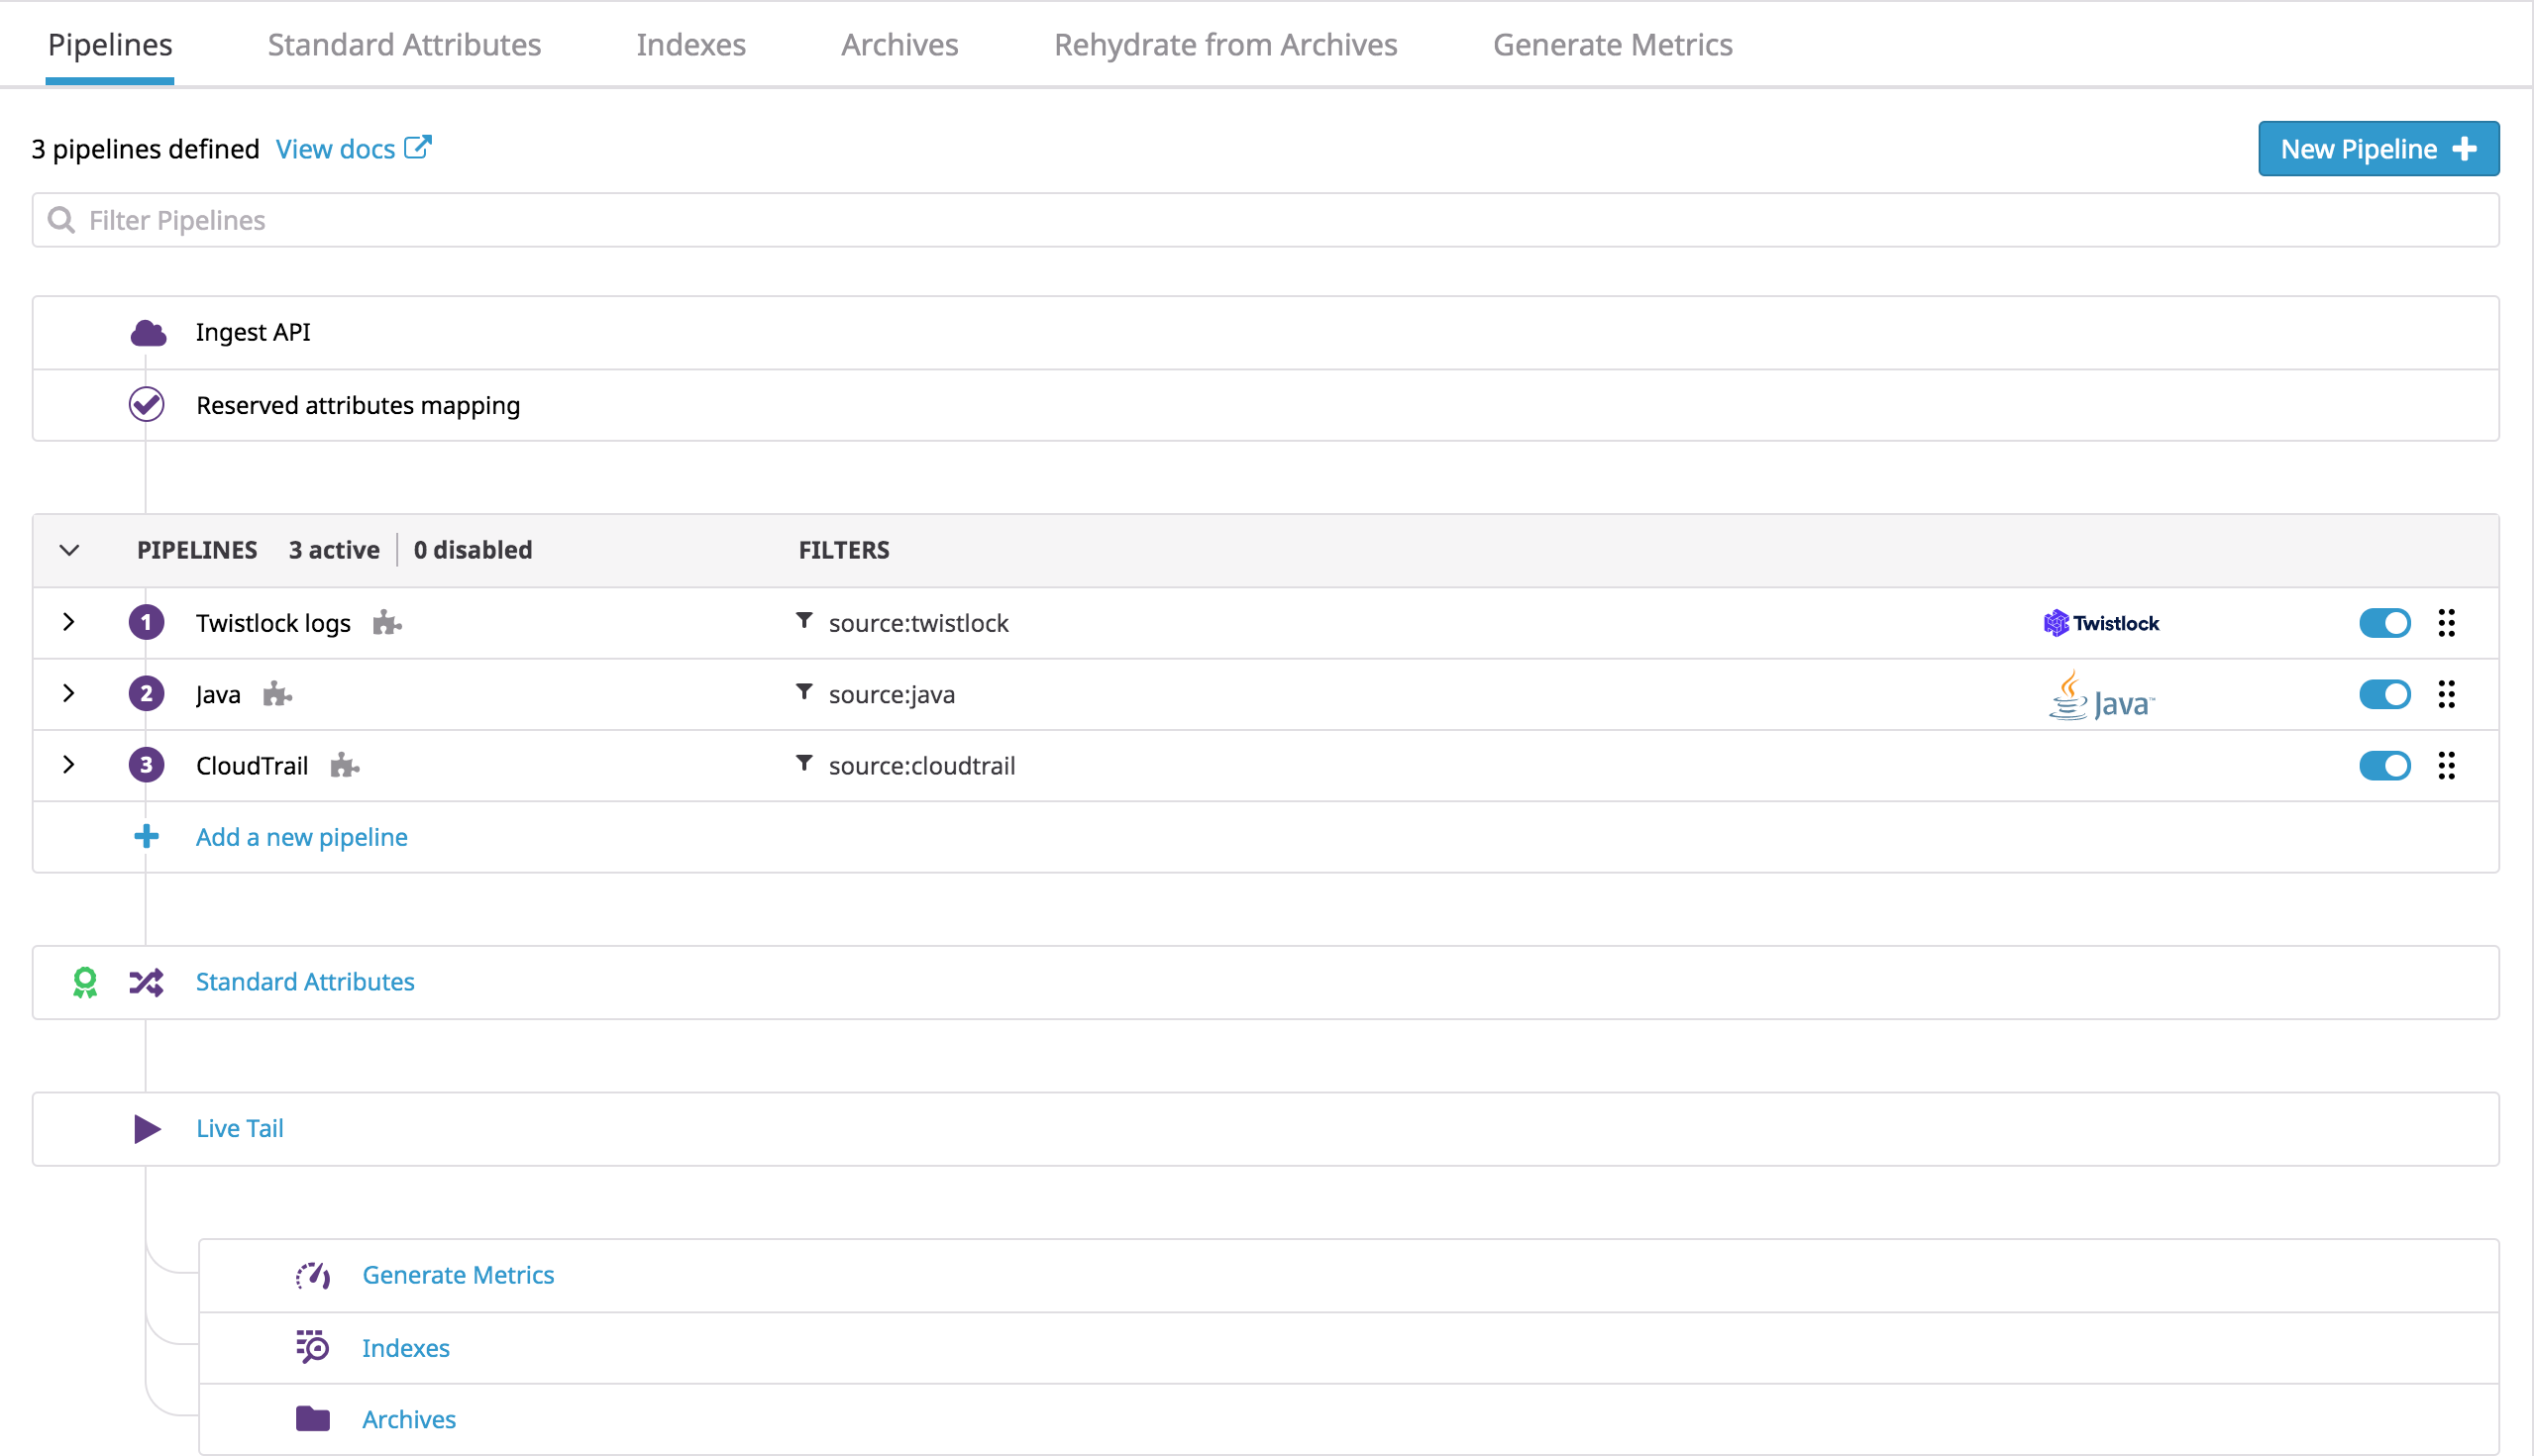 Pipelines Standard Attributes Indexes Archives Rehydrate from Archives Generate Metrics
3 pipelines defined View docs New Pipeline
Filter Pipelines
Ingest API
Reserved attributes mapping
PIPELINES 3 active 0 disabled FILTERS
1 Twistlock logs source:twistlock Twistlock
2 Java source:java Java
3 CloudTrail source:cloudtrail
Add a new pipeline
Standard Attributes
Live Tail
Generate Metrics
Indexes
Archives